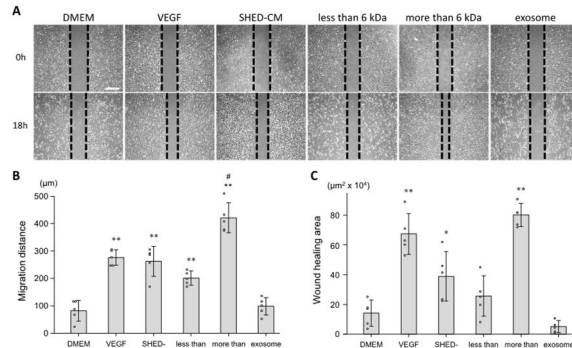 A
DMEM VEGF SHED-CM less than 6 kDa more than 6 kDa exosome
0h
18h
B
(μm)
Migration distance
500
400
300
200
100
0
** ** ** # **
DMEM VEGF SHED- less than more than exosome
C
(μm² x 10⁴)
Wound healing area
100
80
60
40
20
0
** * **
DMEM VEGF SHED- less than more than exosome